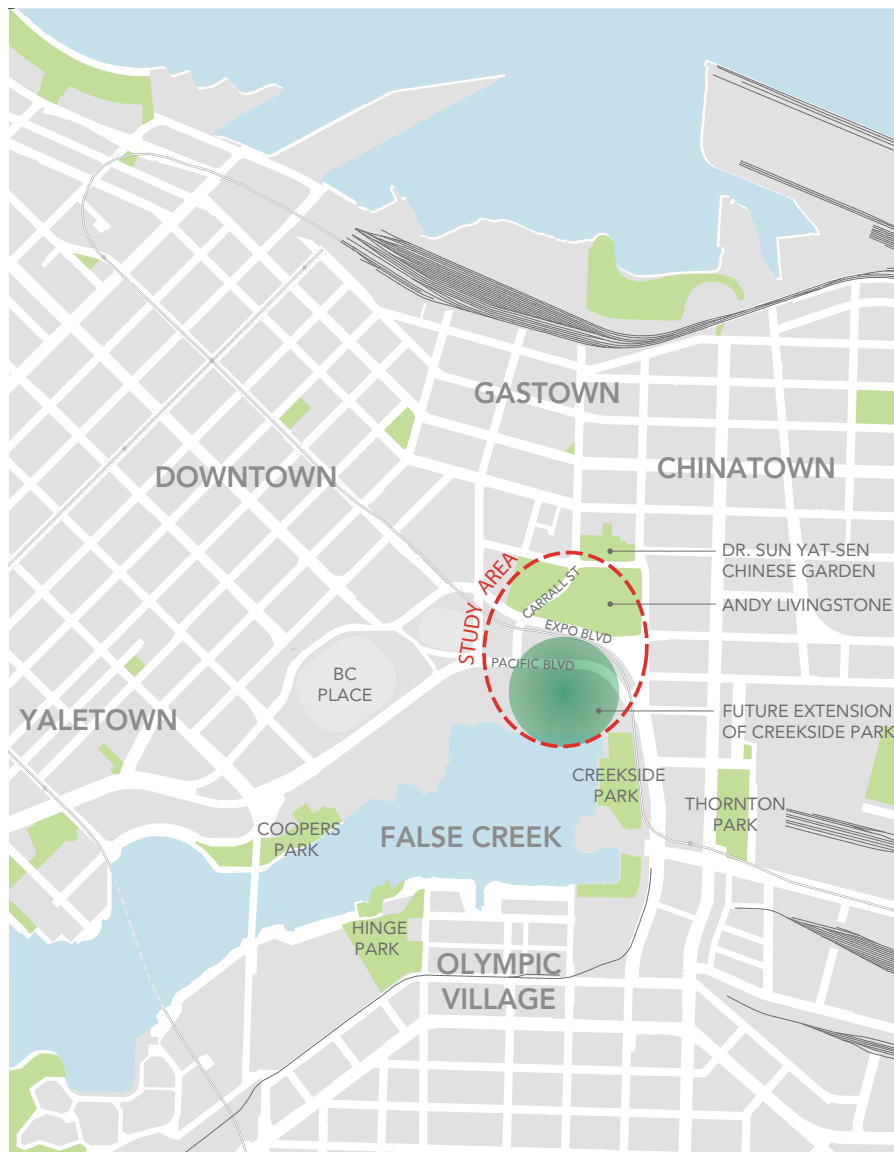 GASTOWN
DOWNTOWN
CHINATOWN
DR. SUN YAT-SEN
CHINESE GARDEN
STUDY AREA
CARRALL ST
ANDY LIVINGSTONE
EXPO BLVD
PACIFIC BLVD
BC
PLACE
YALETOWN
FUTURE EXTENSION
OF CREEKSIDE PARK
CREEKSIDE
PARK
THORNTON
PARK
COOPERS
PARK
FALSE CREEK
HINGE
PARK
OLYMPIC
VILLAGE